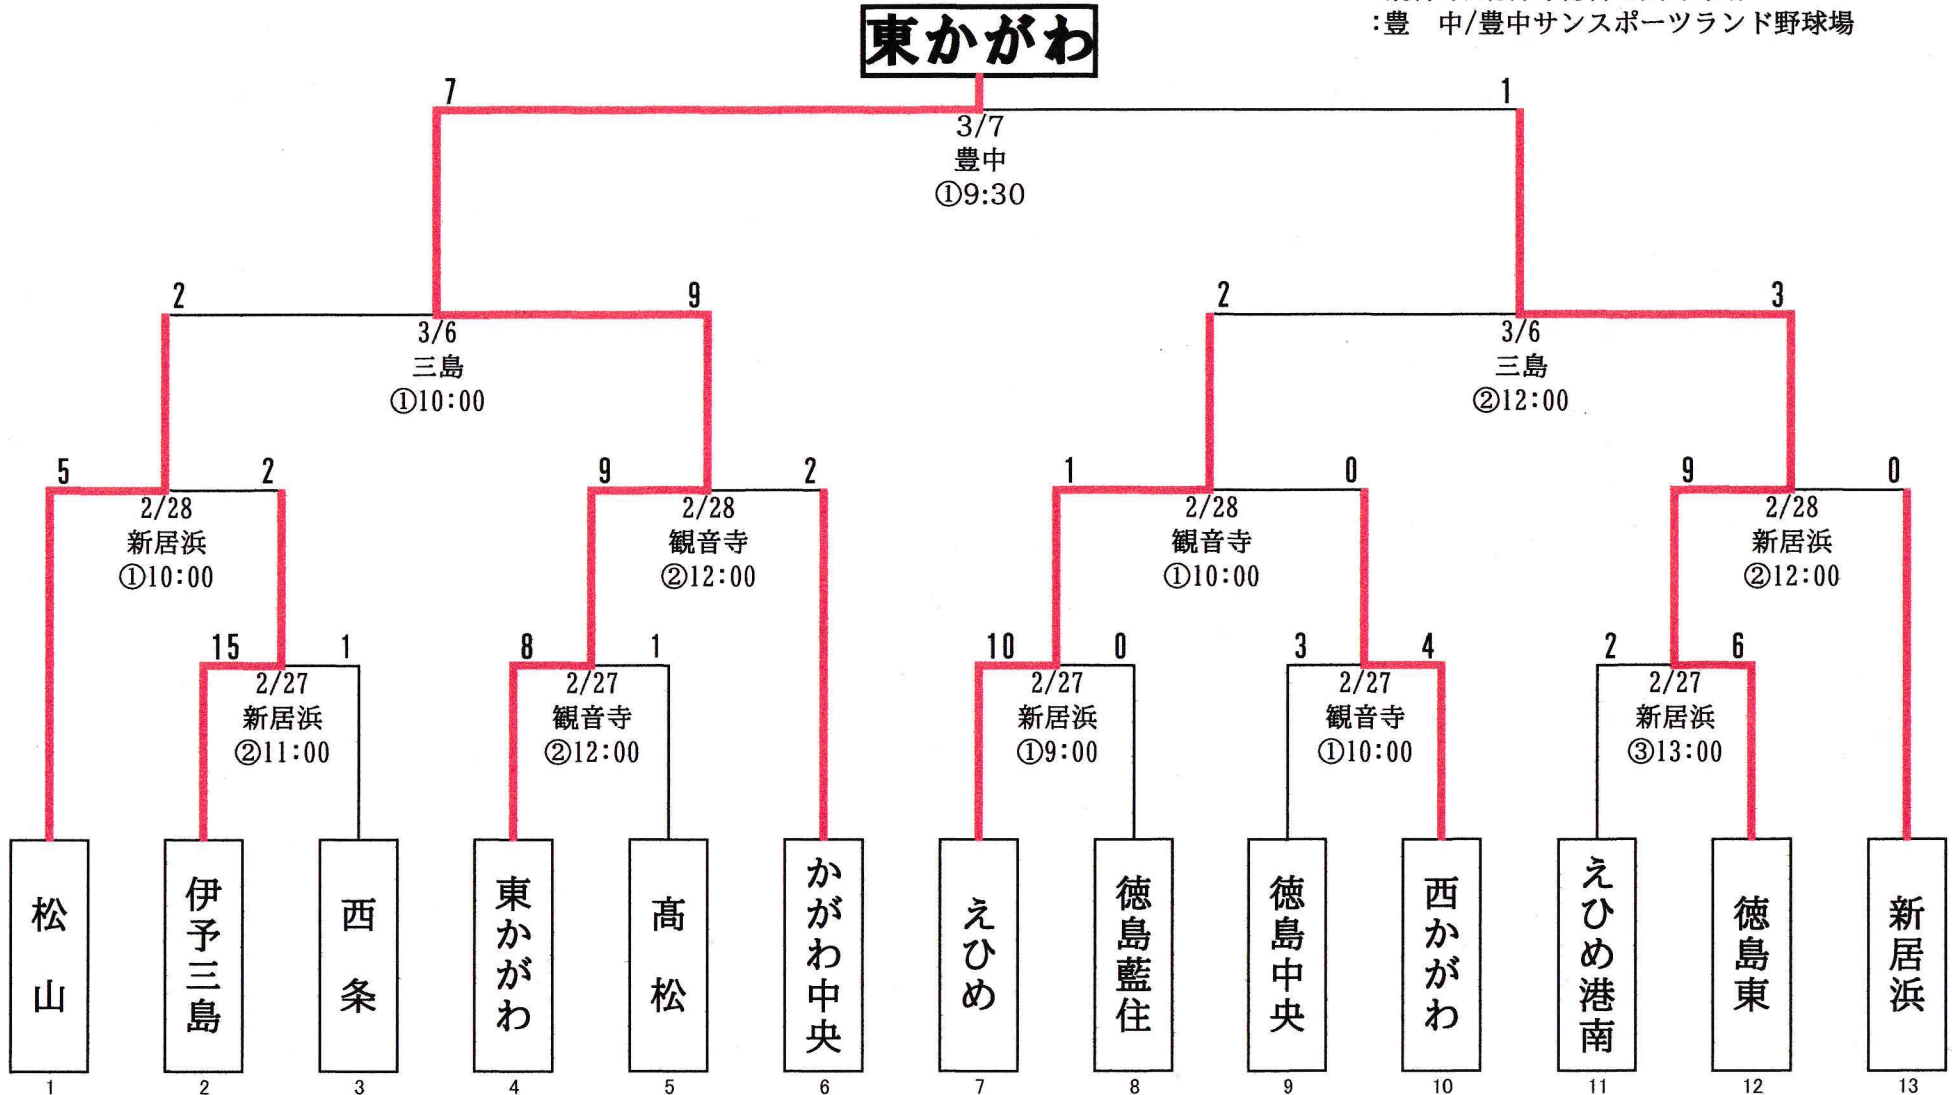 東かがわ
:豊　中/豊中サンスポーツランド野球場
7
1
3/7
豊中
①9:30
2
9
2
3
3/6
三島
①10:00
3/6
三島
②12:00
5
2
9
2
1
0
9
0
2/28
新居浜
①10:00
2/28
観音寺
②12:00
2/28
観音寺
①10:00
2/28
新居浜
②12:00
15
1
8
1
10
0
3
4
2
6
2/27
新居浜
②11:00
2/27
観音寺
②12:00
2/27
新居浜
①9:00
2/27
観音寺
①10:00
2/27
新居浜
③13:00
松山
伊予三島
西条
東かがわ
髙松
かがわ中央
えひめ
徳島藍住
徳島中央
西かがわ
えひめ港南
徳島東
新居浜
1
2
3
4
5
6
7
8
9
10
11
12
13